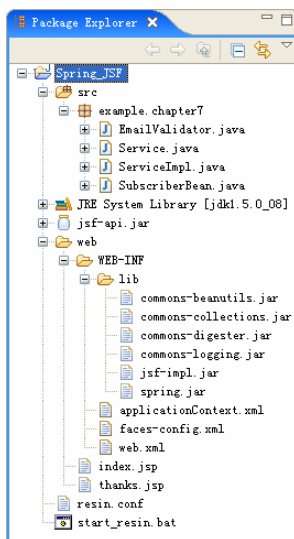 Package Explorer
Spring_JSF
src
example.chapter7
EmailValidator.java
Service.java
ServiceImpl.java
SubscriberBean.java
JRE System Library [jdk1.5.0_08]
jsf-api.jar
web
WEB-INF
lib
commons-beanutils.jar
commons-collections.jar
commons-digester.jar
commons-logging.jar
jsf-impl.jar
spring.jar
applicationContext.xml
faces-config.xml
web.xml
index.jsp
thanks.jsp
resin.conf
start_resin.bat